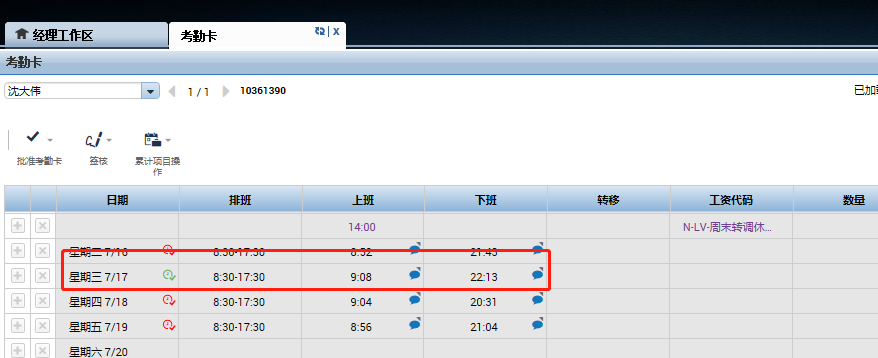 经理工作区
考勤卡
x
考勤卡
沈大伟
1 / 1
10361390
已加
批准考勤卡
签核
累计项目操作
日期 排班 上班 下班 转移 工资代码 数量
14:00 N-LV-周末转调休...
7/16 8:30-17:30 8:52 21:43
星期三 7/17 8:30-17:30 9:08 22:13
星期四 7/18 8:30-17:30 9:04 20:31
星期五 7/19 8:30-17:30 8:56 21:04
星期六 7/20